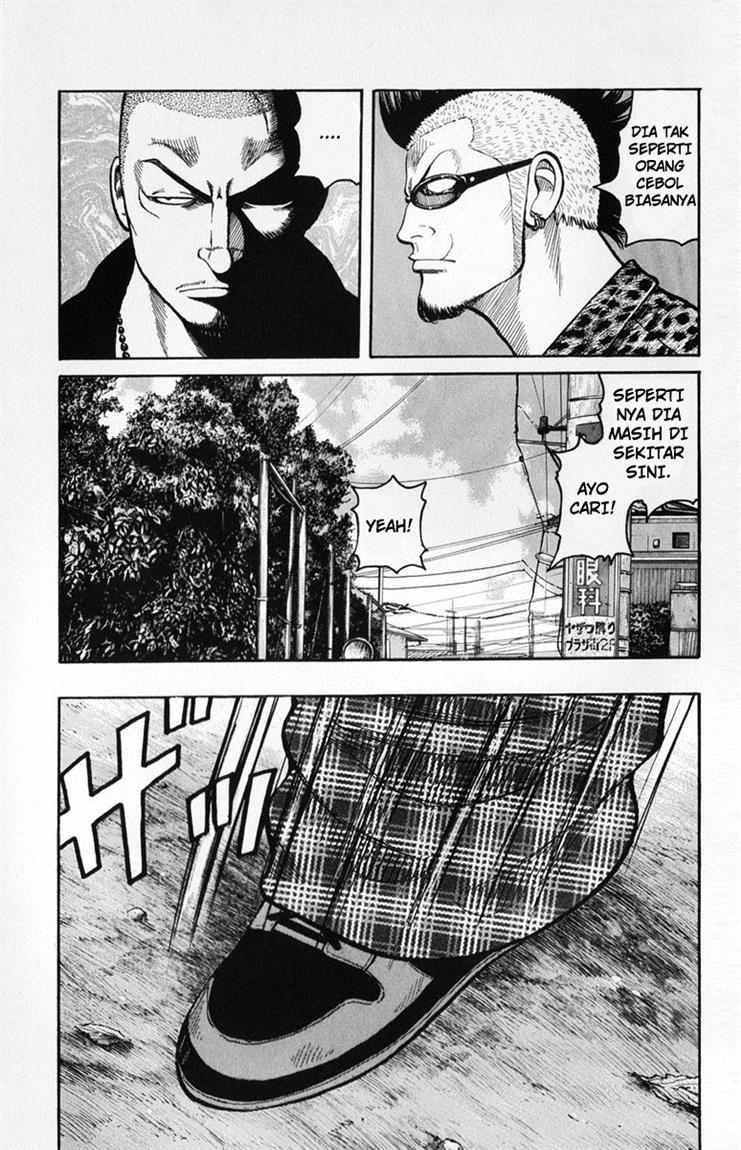 ....
DIA TAK
SEPERTI
ORANG
CEBOL
BIASANYA
SEPERTI
NYA DIA
MASIH DI
SEKITAR
SINI.
AYO
CARI!
YEAH!
眼
科
ザッ